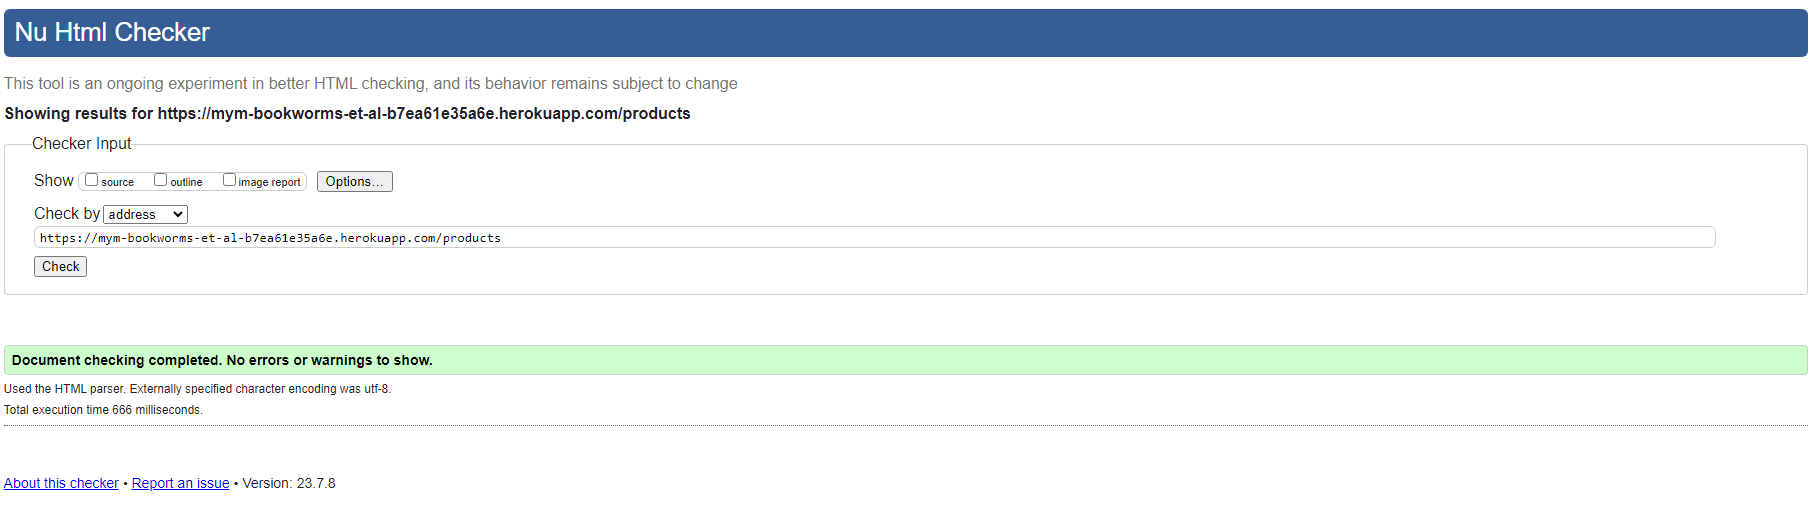 Nu Html Checker
This tool is an ongoing experiment in better HTML checking, and its behavior remains subject to change
Showing results for https://mym-bookworms-et-al-b7ea61e35a6e.herokuapp.com/products
Checker Input
Show source outline image report Options...
Check by address
https://mym-bookworms-et-al-b7ea61e35a6e.herokuapp.com/products
Check
Document checking completed. No errors or warnings to show.
Used the HTML parser. Externally specified character encoding was utf-8.
Total execution time 666 milliseconds.
About this checker • Report an issue • Version: 23.7.8